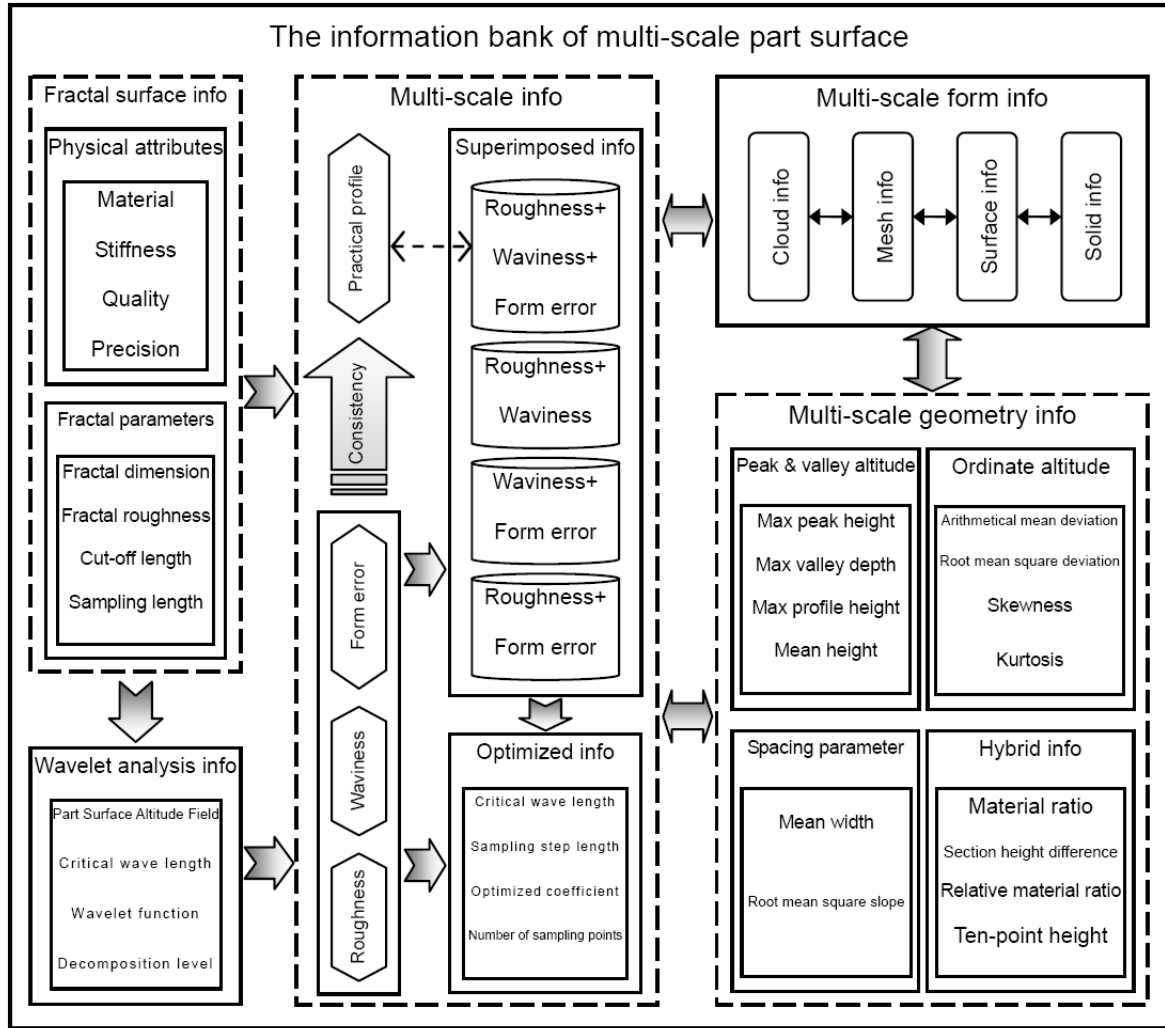 The information bank of multi-scale part surface
Fractal surface info
Physical attributes
Material
Stiffness
Quality
Precision
Fractal parameters
Fractal dimension
Fractal roughness
Cut-off length
Sampling length
Wavelet analysis info
Part Surface Altitude Field
Critical wave length
Wavelet function
Decomposition level
Multi-scale info
Practical profile
Consistency
Form error
Waviness
Roughness
Superimposed info
Roughness+
Waviness+
Form error
Roughness+
Waviness
Waviness+
Form error
Roughness+
Form error
Optimized info
Critical wave length
Sampling step length
Optimized coefficient
Number of sampling points
Multi-scale form info
Cloud info
Mesh info
Surface info
Solid info
Multi-scale geometry info
Peak & valley altitude
Max peak height
Max valley depth
Max profile height
Mean height
Ordinate altitude
Arithmetical mean deviation
Root mean square deviation
Skewness
Kurtosis
Spacing parameter
Mean width
Root mean square slope
Hybrid info
Material ratio
Section height difference
Relative material ratio
Ten-point height